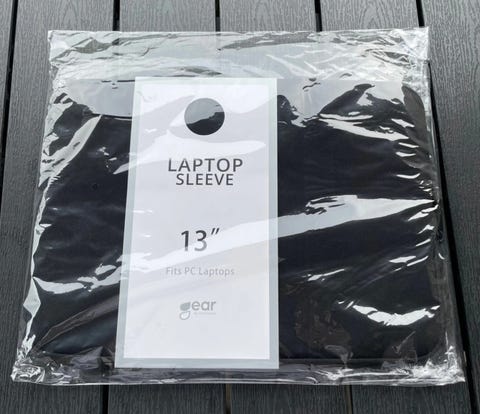 LAPTOP
SLEEVE
13"
Fits PC Laptops
gear